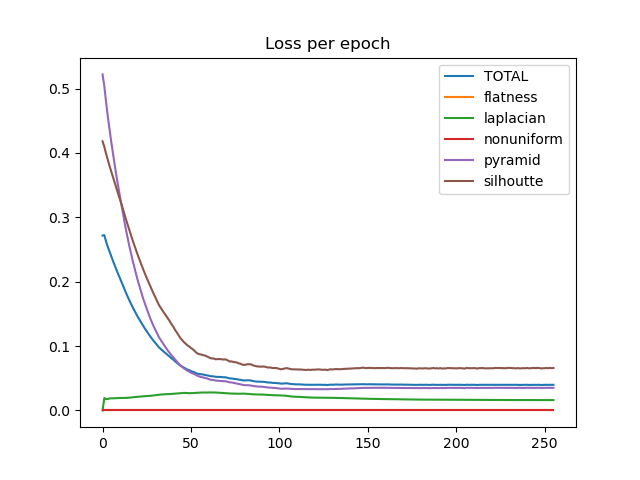 Loss per epoch
TOTAL
flatness
laplacian
nonuniform
pyramid
silhoutte
0.5
0.4
0.3
0.2
0.1
0.0
0 50 100 150 200 250